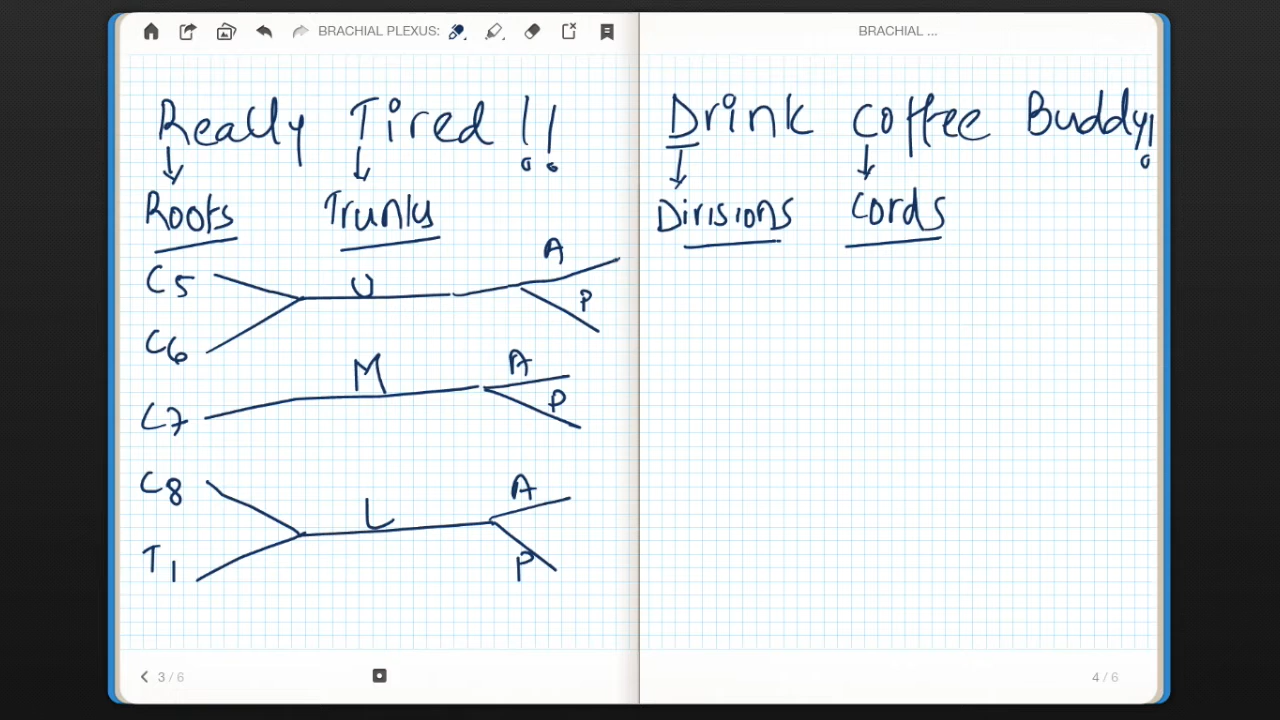 BRACHIAL PLEXUS:
BRACHIAL ...
Really Tired !! Drink Coffee Buddy!
Roots Trunks Divisions Cords
A
C5 U P
C6
M A
P
C7
C8 A
L
T1 P
3 / 6
4 / 6